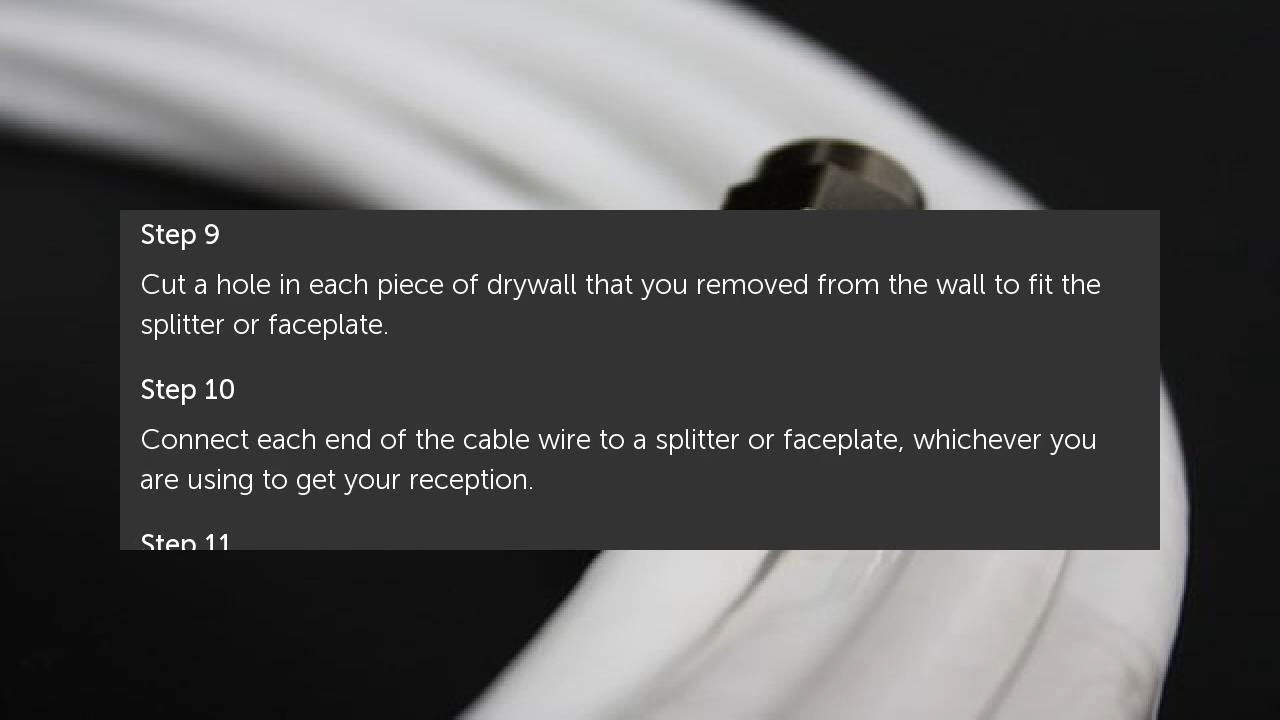 Step 9
Cut a hole in each piece of drywall that you removed from the wall to fit the
splitter or faceplate.
Step 10
Connect each end of the cable wire to a splitter or faceplate, whichever you
are using to get your reception.
Step 11